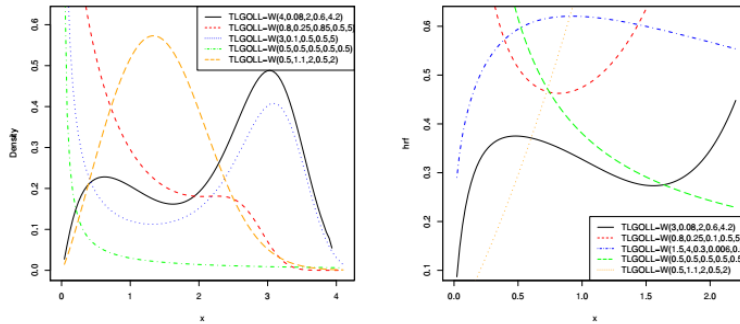 TLGOLL=W(4,0.08,2,0.6,4.2)
TLGOLL=W(0.8,0.25,0.85,0.5,5)
TLGOLL=W(3,0.1,0.5,0.5,5)
TLGOLL=W(0.5,0.5,0.5,0.5,0.5)
TLGOLL=W(0.5,1.1,2,0.5,2)
Density
0.0 0.1 0.2 0.3 0.4 0.5 0.6
0 1 2 3 4
x
hrf
0.1 0.2 0.3 0.4 0.5 0.6
TLGOLL=W(3,0.08,2,0.6,4.2)
TLGOLL=W(0.8,0.25,0.1,0.5,5
TLGOLL=W(1.5,4,0.3,0.006,0.
TLGOLL=W(0.5,0.5,0.5,0.5,0.5
TLGOLL=W(0.5,1.1,2,0.5,2)
0.0 0.5 1.0 1.5 2.0
x